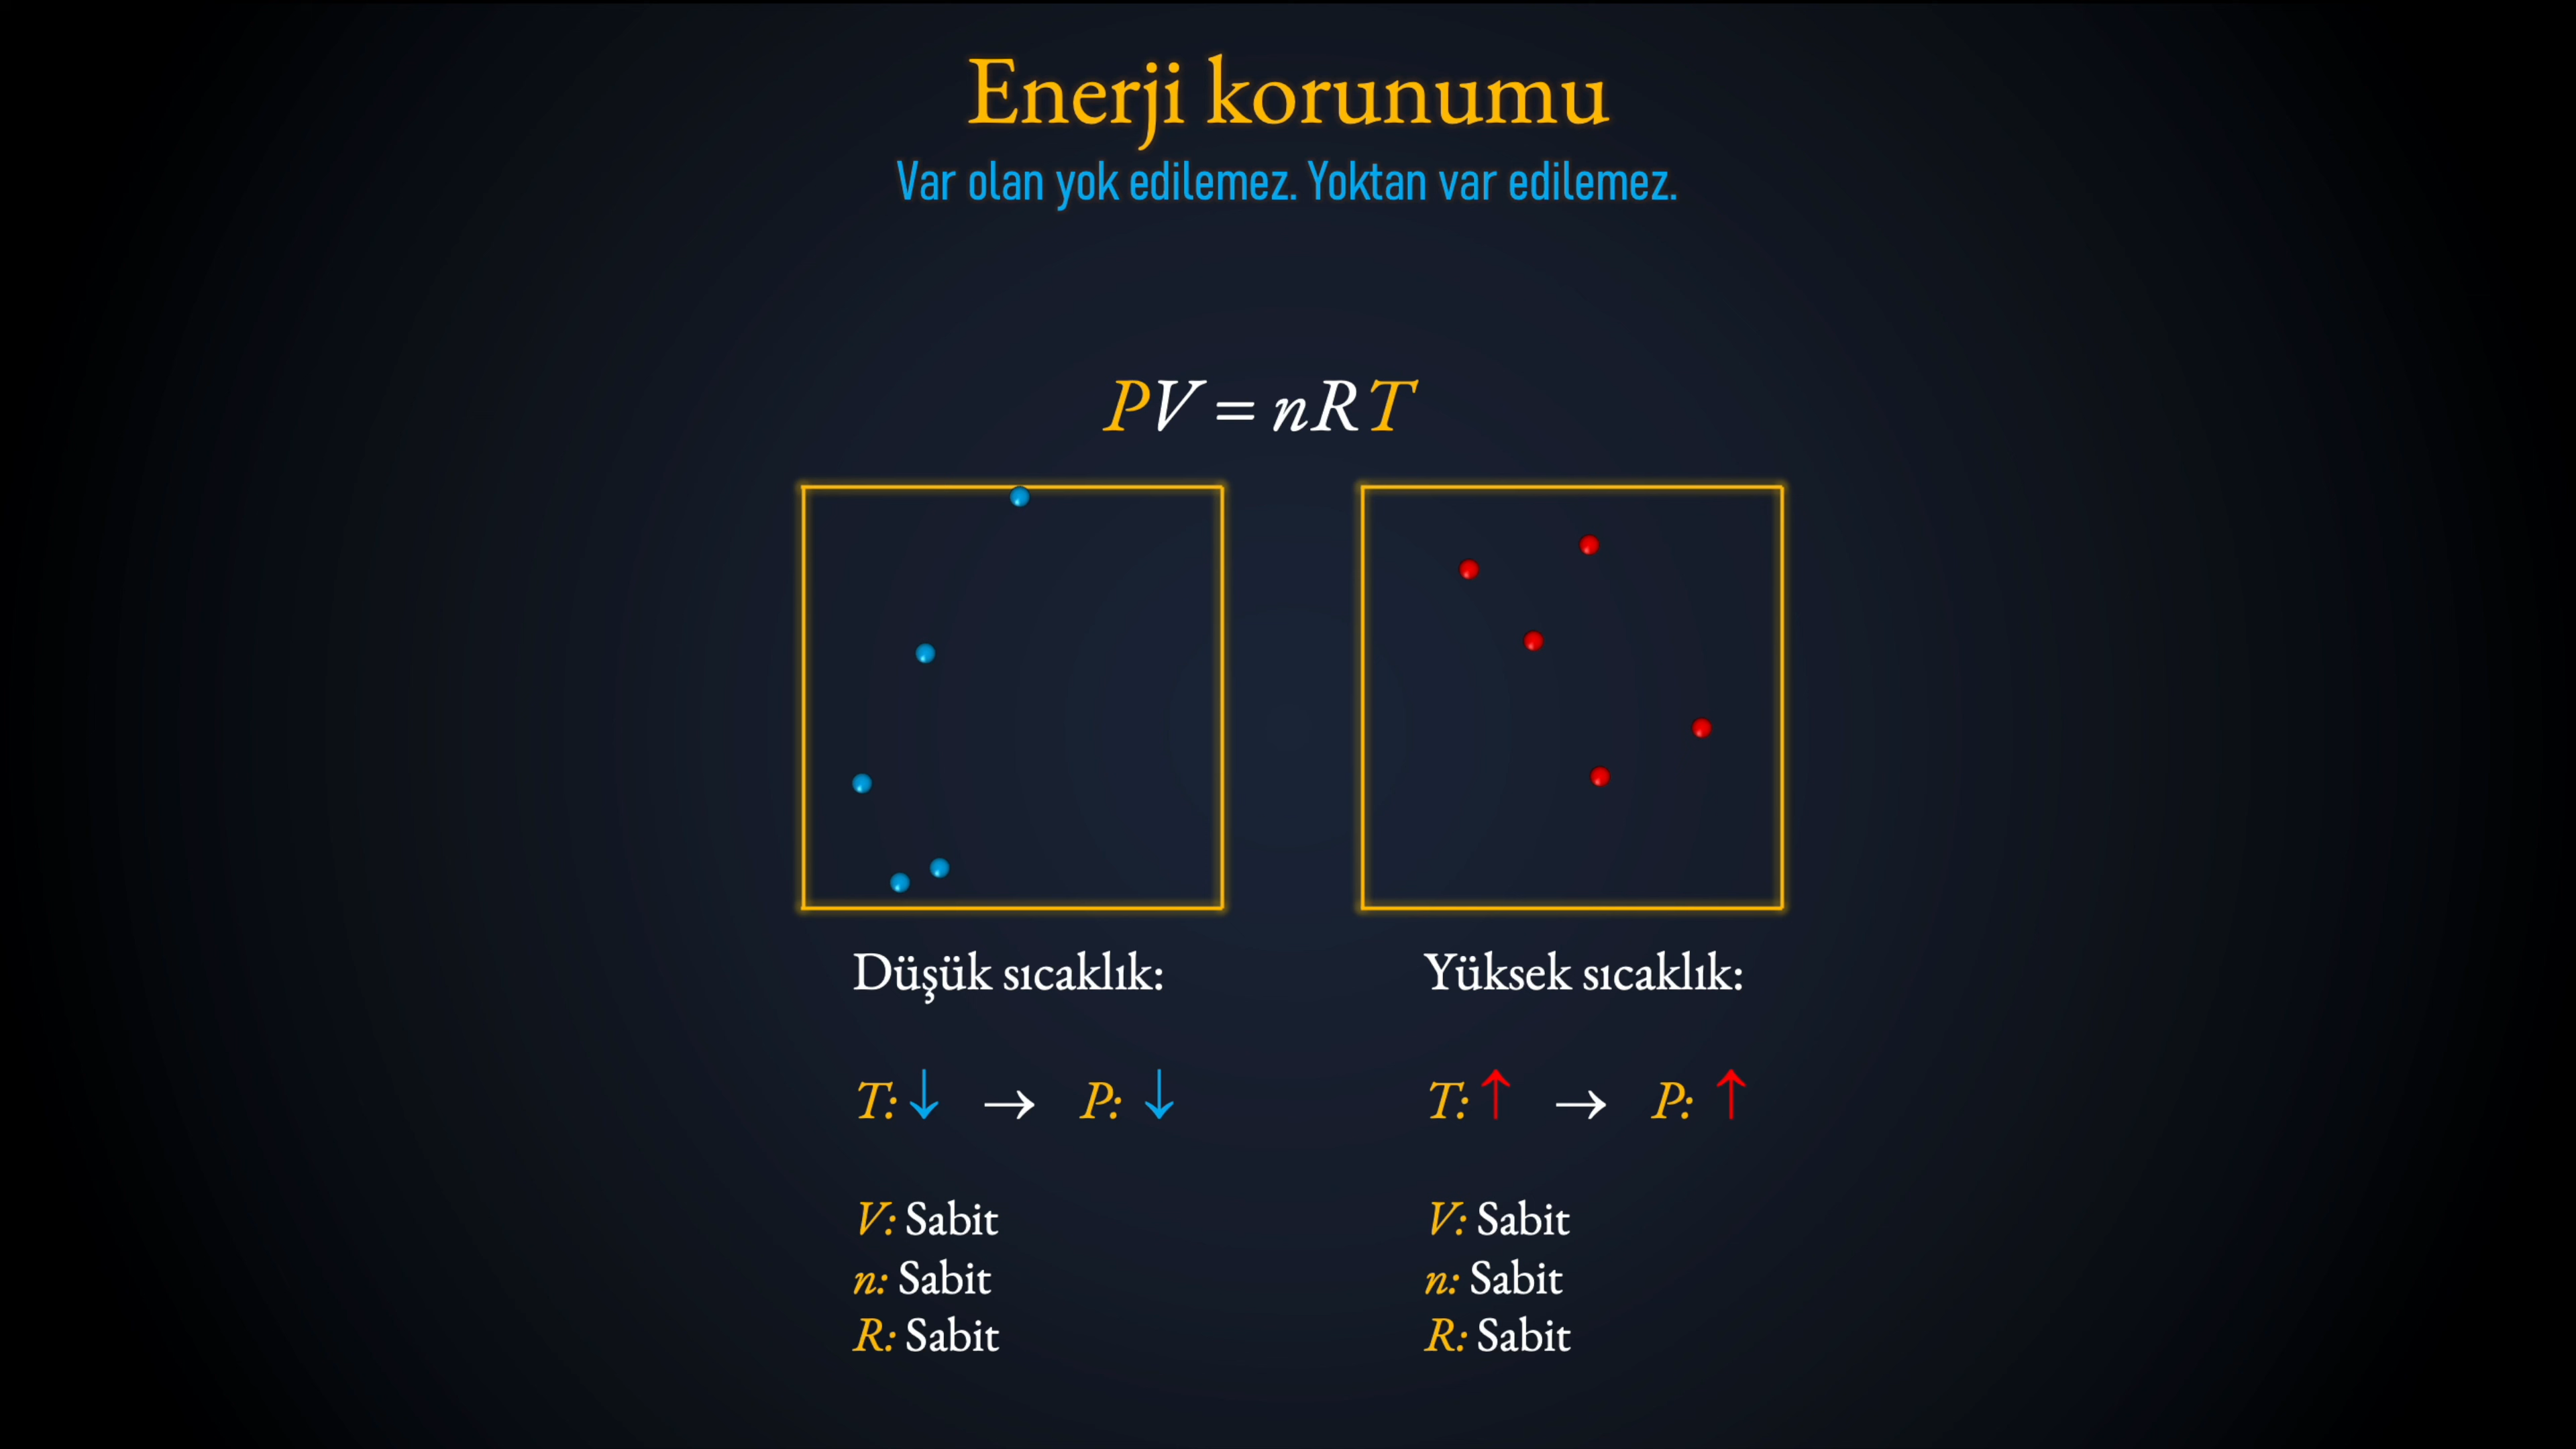 Enerji korunumu
Var olan yok edilemez. Yoktan var edilemez.
PV = nRT
Düşük sıcaklık:
T:↓ → P: ↓
V: Sabit
n: Sabit
R: Sabit
Yüksek sıcaklık:
T:↑ → P: ↑
V: Sabit
n: Sabit
R: Sabit